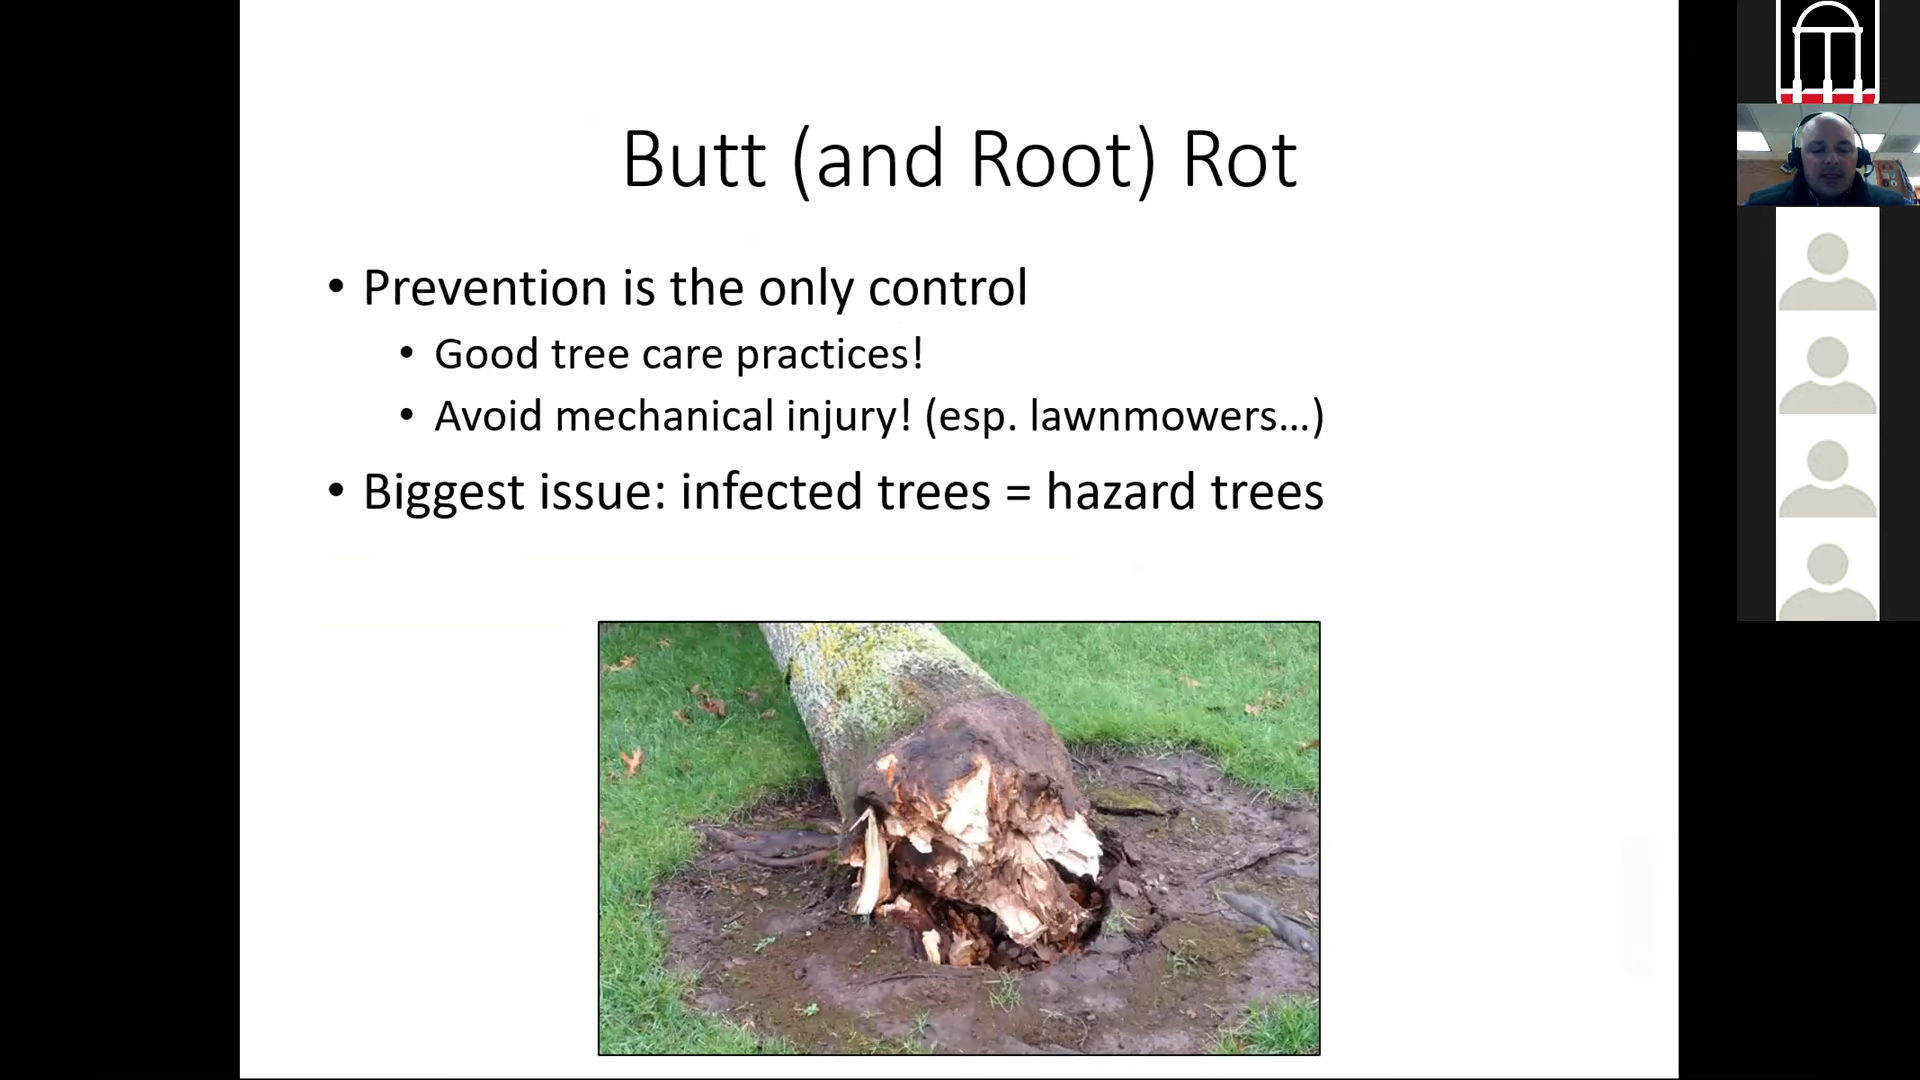 Butt (and Root) Rot
• Prevention is the only control
• Good tree care practices!
• Avoid mechanical injury! (esp. lawnmowers…)
• Biggest issue: infected trees = hazard trees